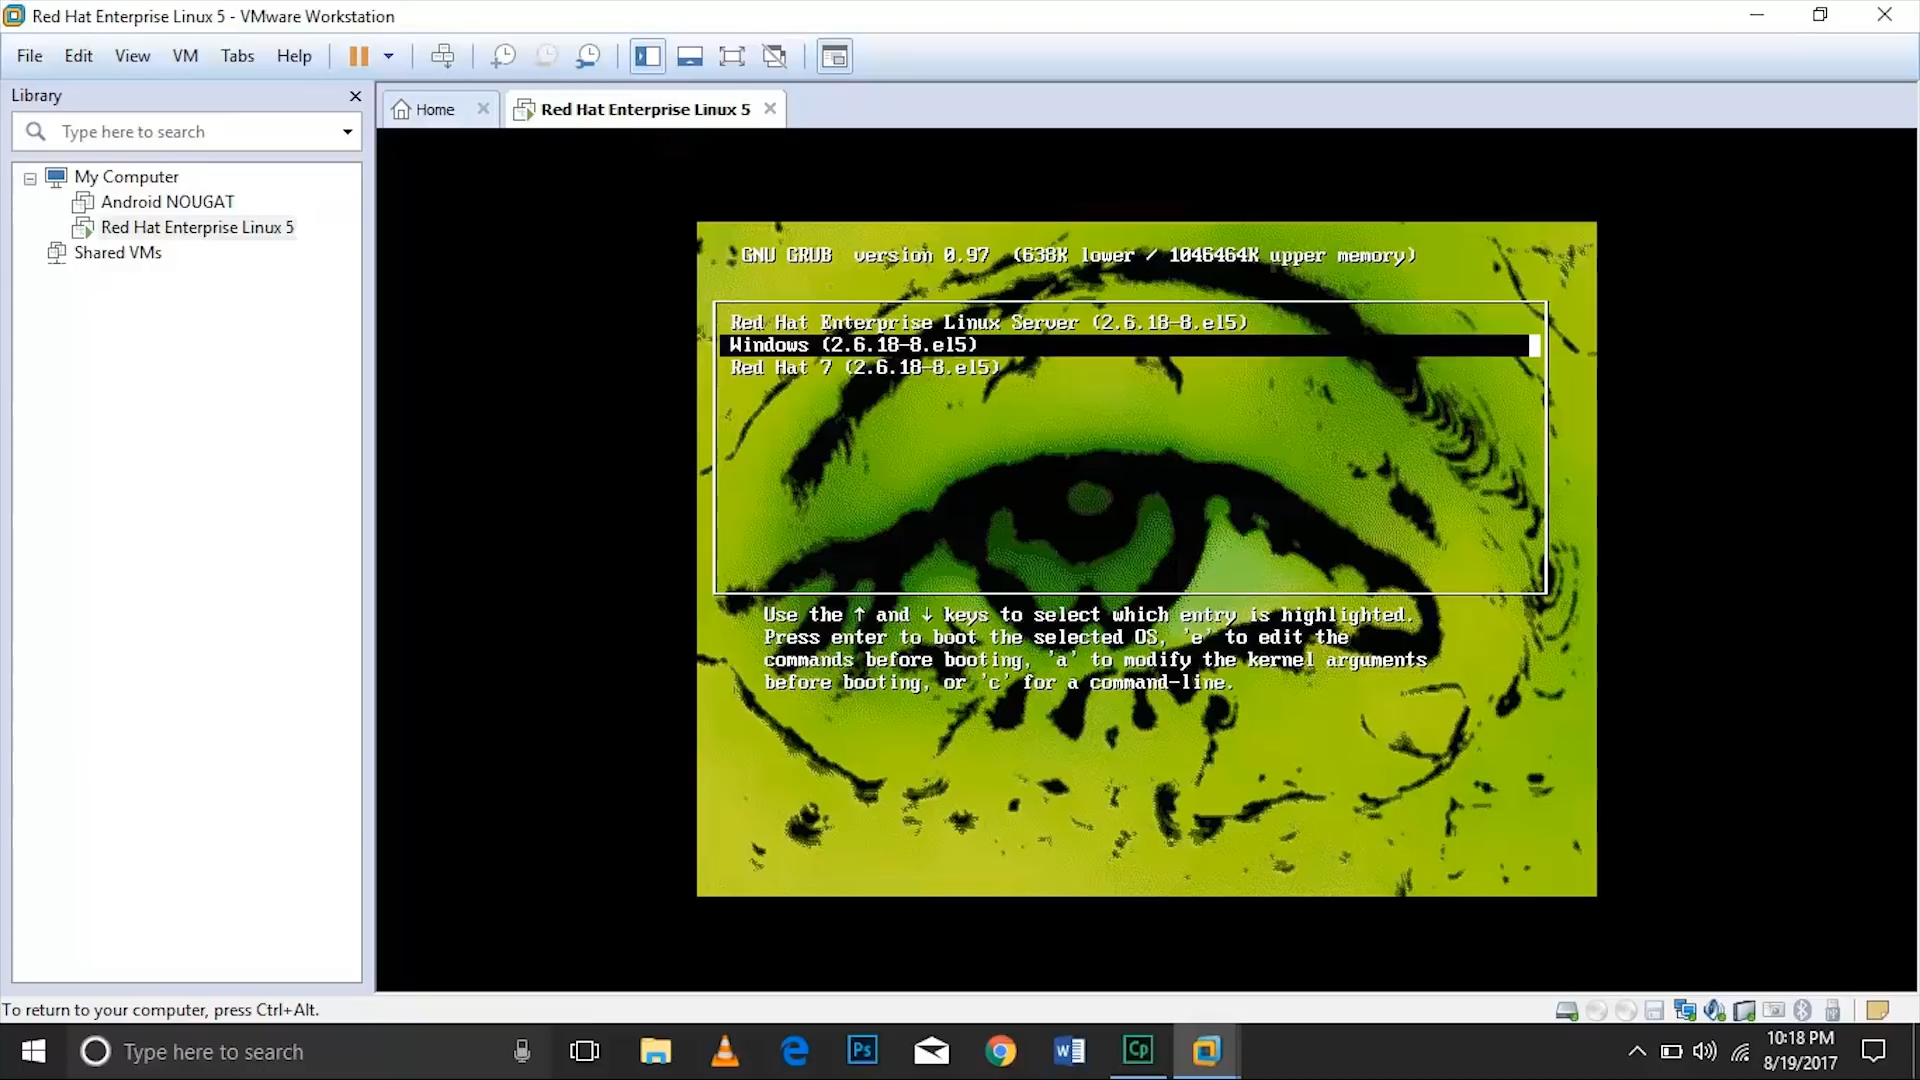 Red Hat Enterprise Linux 5 - VMware Workstation
File Edit View VM Tabs Help
Library
Type here to search
My Computer
Android NOUGAT
Red Hat Enterprise Linux 5
Shared VMs
Home
Red Hat Enterprise Linux 5
GNU GRUB version 0.97 (638K lower / 1046464K upper memory)
Red Hat Enterprise Linux Server (2.6.18-8.el5)
Windows (2.6.18-8.el5)
Red Hat 7 (2.6.18-8.el5)
Use the ↑ and ↓ keys to select which entry is highlighted.
Press enter to boot the selected OS, 'e' to edit the
commands before booting, 'a' to modify the kernel arguments
before booting, or 'c' for a command-line.
To return to your computer, press Ctrl+Alt.
Type here to search
Ps
W
Cp
10:18 PM
8/19/2017